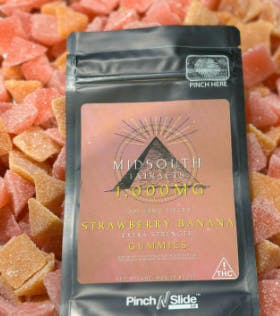 PINCH HERE
MIDSOUTH
EXTRACTS
1,000MG
STRAWBERRY BANANA
EXTRA STRENGTH
GUMMIES
!
THC
Pinch N Slide